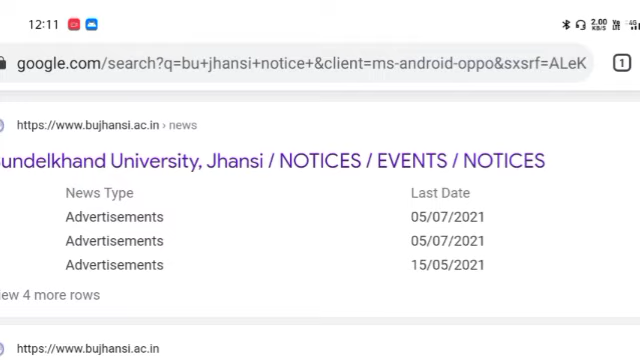 12:11 2.00 KB/S 4G
google.com/search?q=bu+jhansi+notice+&client=ms-android-oppo&sxsrf=ALeK 1
https://www.bujhansi.ac.in › news
undelkhand University, Jhansi / NOTICES / EVENTS / NOTICES
News Type Last Date
Advertisements 05/07/2021
Advertisements 05/07/2021
Advertisements 15/05/2021
iew 4 more rows
https://www.bujhansi.ac.in